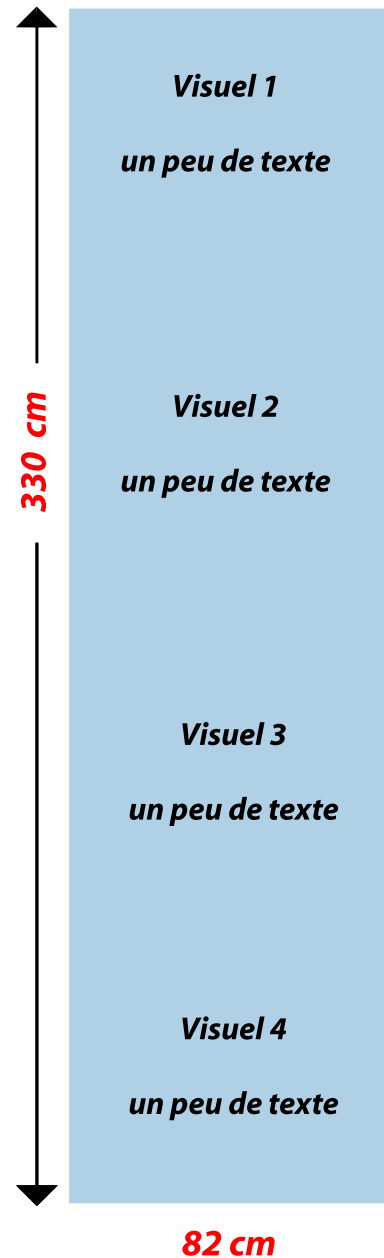 Visuel 1
un peu de texte
330 cm
Visuel 2
un peu de texte
Visuel 3
un peu de texte
Visuel 4
un peu de texte
82 cm